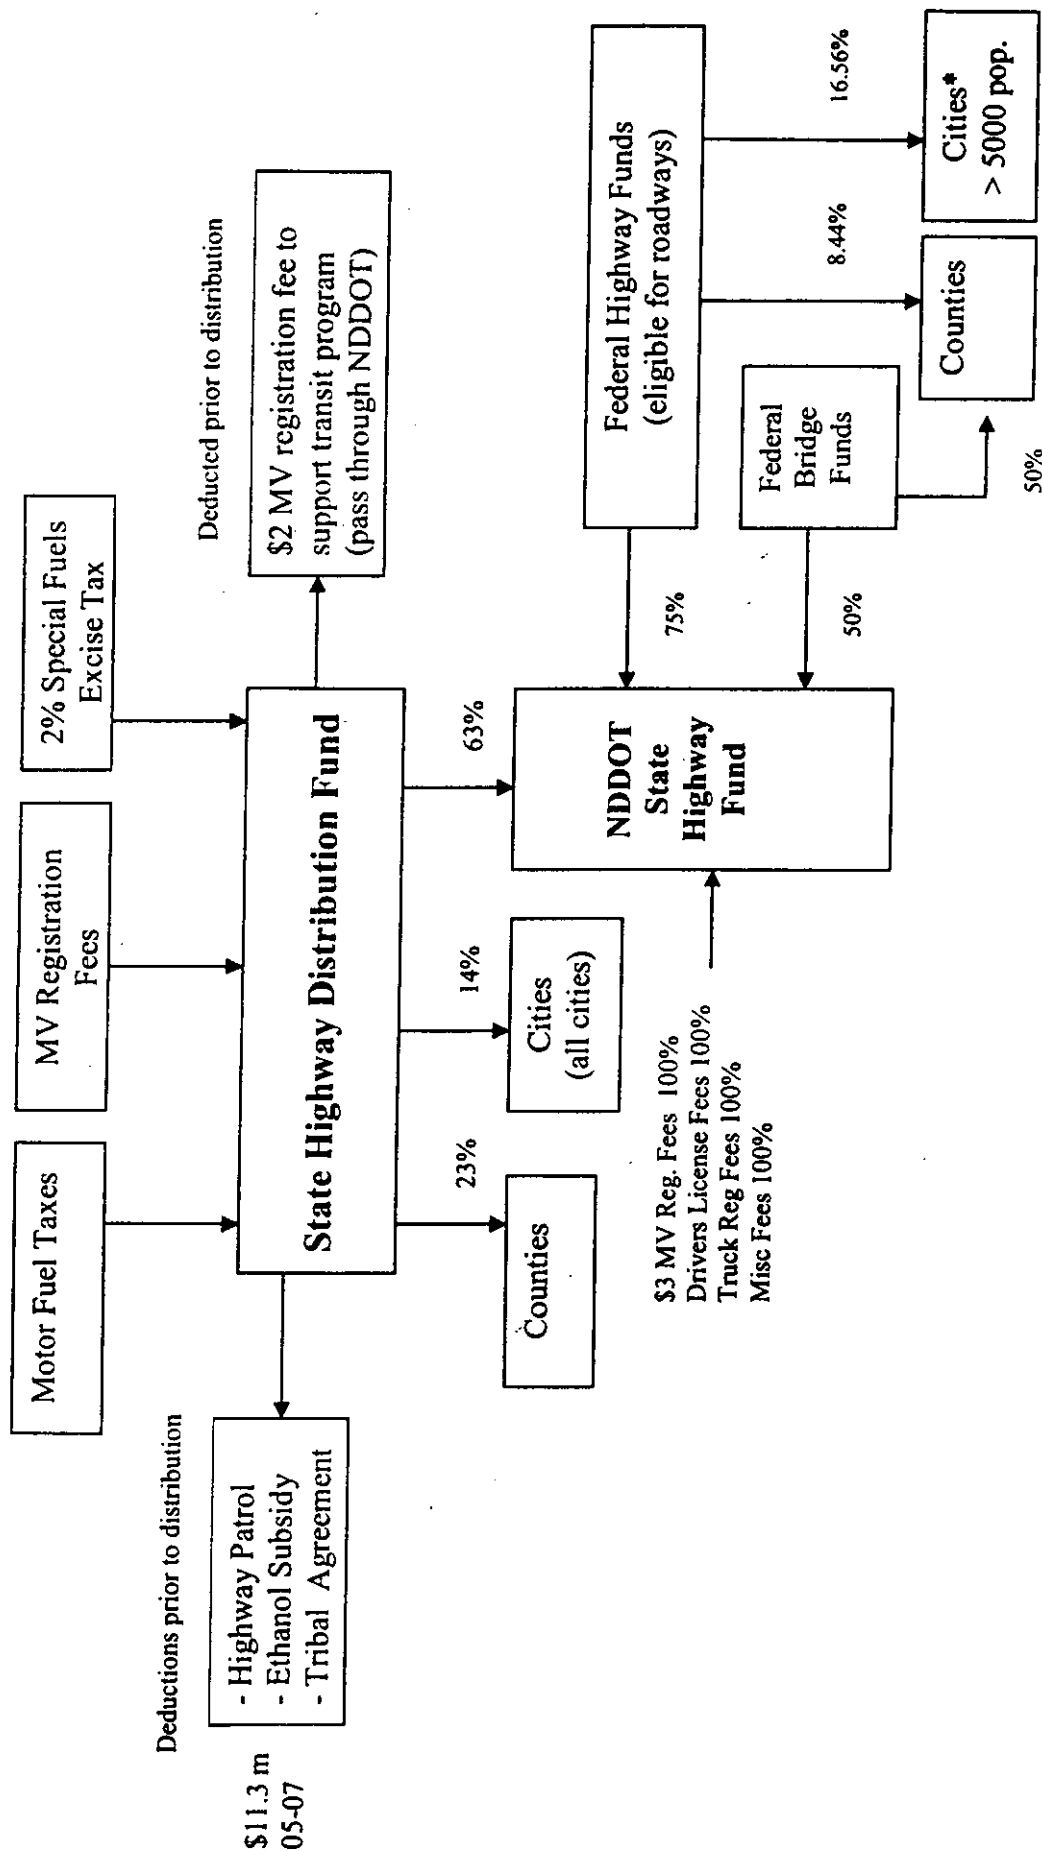 Motor Fuel Taxes
MV Registration
Fees
2% Special Fuels
Excise Tax
Deductions prior to distribution
Deducted prior to distribution
$11.3 m
05-07
- Highway Patrol
- Ethanol Subsidy
- Tribal Agreement
State Highway Distribution Fund
$2 MV registration fee to
support transit program
(pass through NDDOT)
23%
14%
63%
Counties
Cities
(all cities)
NDDOT
State
Highway
Fund
$3 MV Reg. Fees 100%
Drivers License Fees 100%
Truck Reg Fees 100%
Misc Fees 100%
75%
50%
Federal Highway Funds
(eligible for roadways)
Federal
Bridge
Funds
8.44%
16.56%
50%
Counties
Cities*
> 5000 pop.